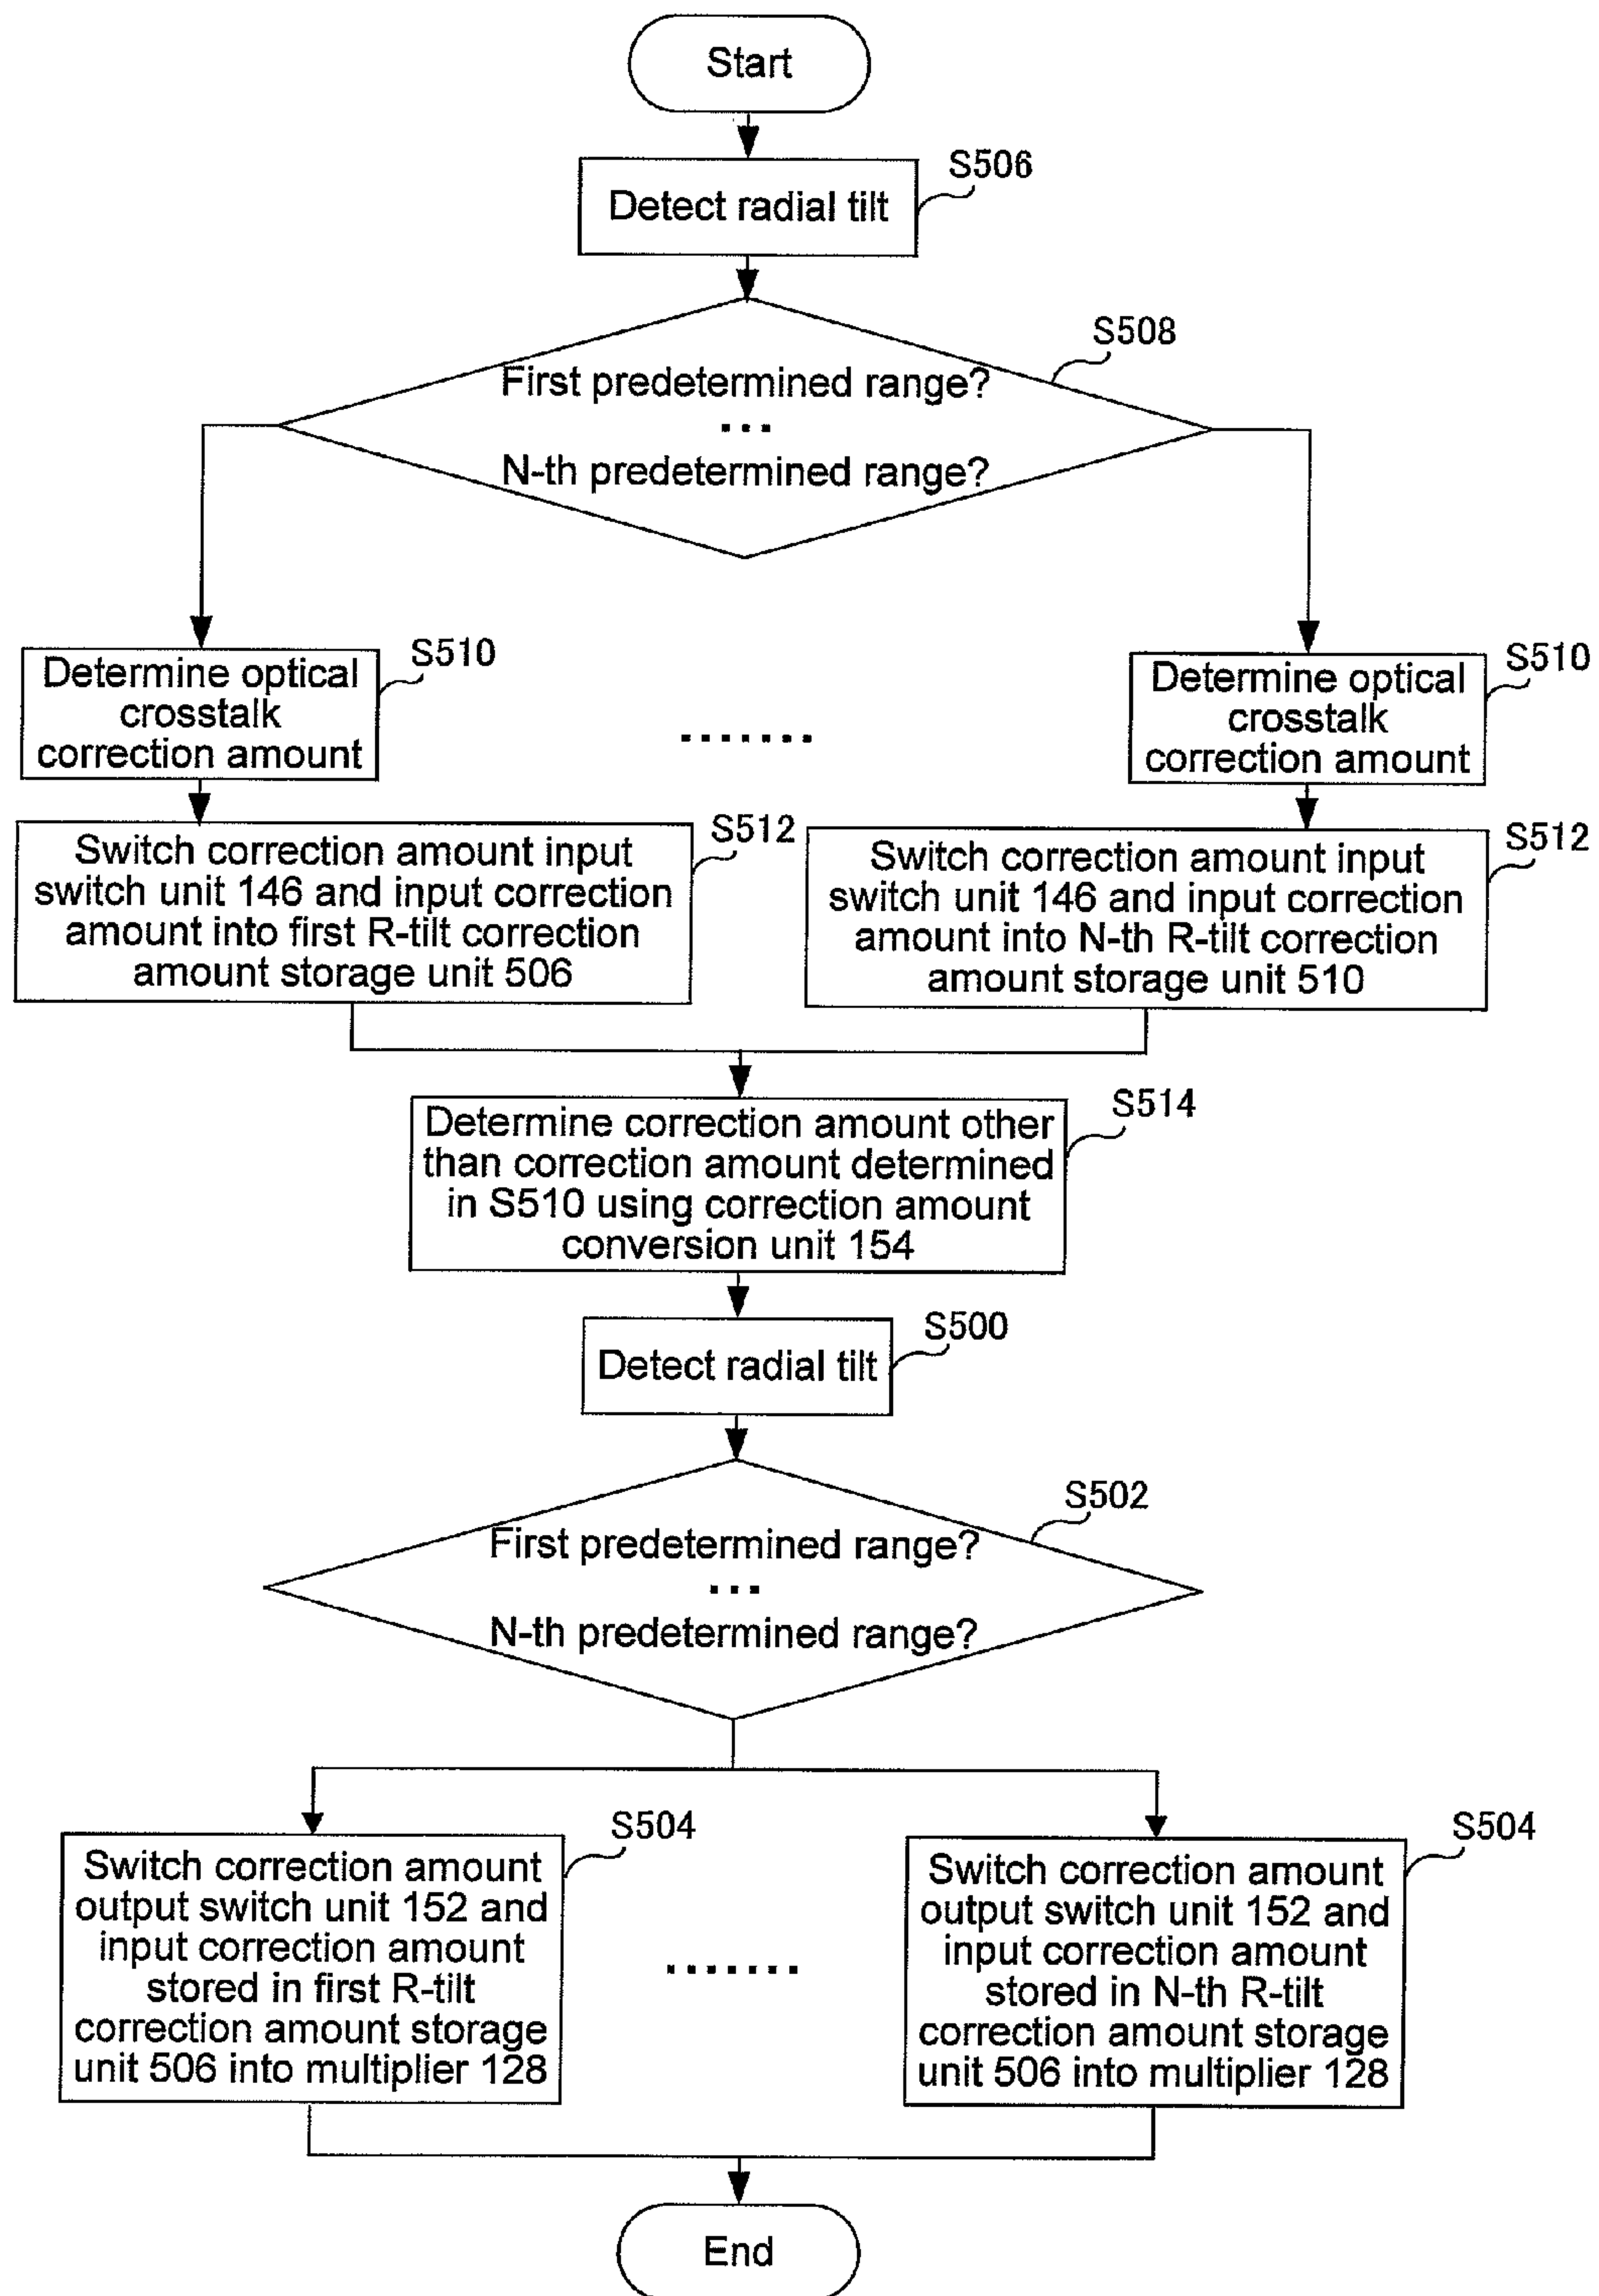 Start
S506
Detect radial tilt
S508
First predetermined range?
...
N-th predetermined range?
S510
Determine optical
crosstalk
correction amount
.......
S510
Determine optical
crosstalk
correction amount
S512
Switch correction amount input
switch unit 146 and input correction
amount into first R-tilt correction
amount storage unit 506
S512
Switch correction amount input
switch unit 146 and input correction
amount into N-th R-tilt correction
amount storage unit 510
S514
Determine correction amount other
than correction amount determined
in S510 using correction amount
conversion unit 154
S500
Detect radial tilt
S502
First predetermined range?
...
N-th predetermined range?
S504
Switch correction amount
output switch unit 152 and
input correction amount
stored in first R-tilt
correction amount storage
unit 506 into multiplier 128
.......
S504
Switch correction amount
output switch unit 152 and
input correction amount
stored in N-th R-tilt
correction amount storage
unit 506 into multiplier 128
End